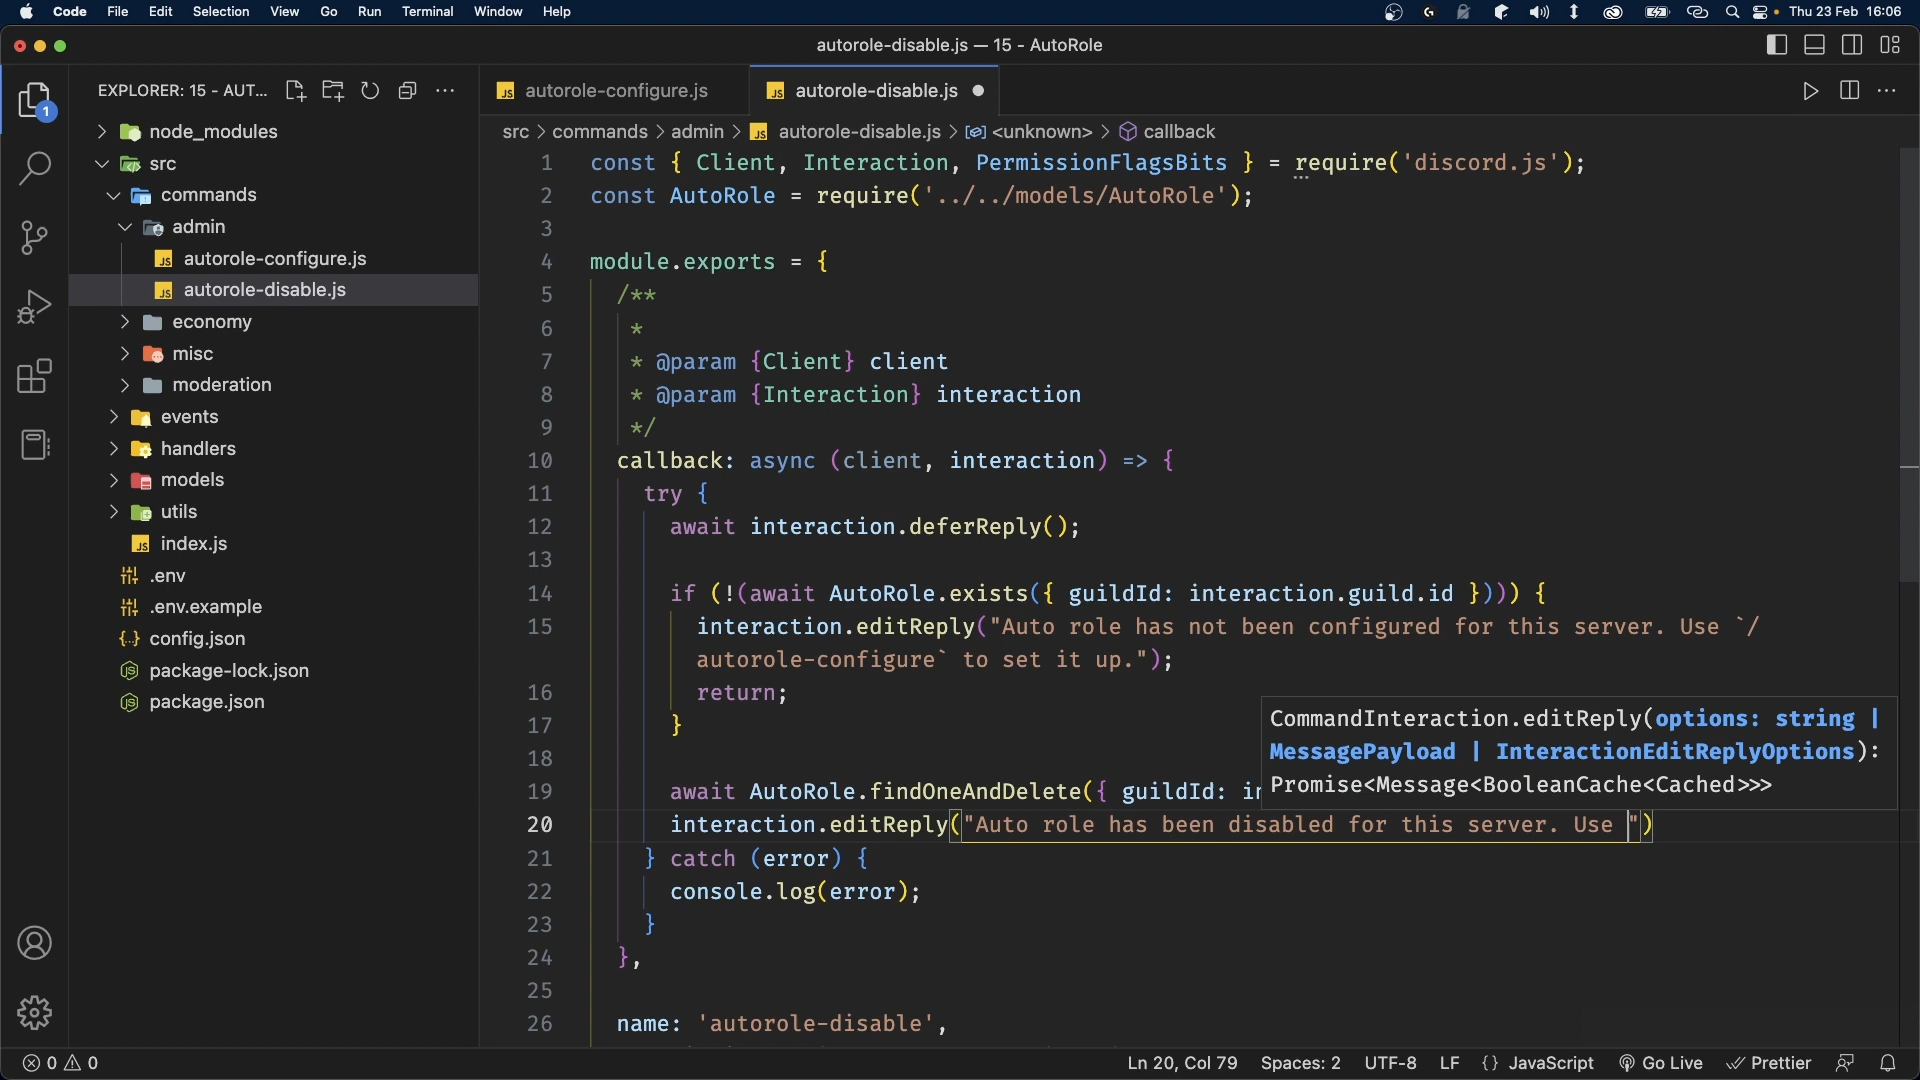 Code File Edit Selection View Go Run Terminal Window Help Thu 23 Feb 16:06
autorole-disable.js — 15 - AutoRole
EXPLORER: 15 - AUT...
1
node_modules
src
commands
admin
autorole-configure.js
autorole-disable.js
economy
misc
moderation
events
handlers
models
utils
index.js
.env
.env.example
config.json
package-lock.json
package.json
autorole-configure.js autorole-disable.js
src > commands > admin > autorole-disable.js > <unknown> > callback
1 const { Client, Interaction, PermissionFlagsBits } = require('discord.js');
2 const AutoRole = require('../../models/AutoRole');
3
4 module.exports = {
5 /**
6 *
7 * @param {Client} client
8 * @param {Interaction} interaction
9 */
10 callback: async (client, interaction) => {
11 try {
12 await interaction.deferReply();
13
14 if (!(await AutoRole.exists({ guildId: interaction.guild.id }))) {
15 interaction.editReply("Auto role has not been configured for this server. Use `/
autorole-configure` to set it up.");
16 return;
17 }
18
19 await AutoRole.findOneAndDelete({ guildId: in
20 interaction.editReply("Auto role has been disabled for this server. Use ")
21 } catch (error) {
22 console.log(error);
23 }
24 },
25
26 name: 'autorole-disable',
CommandInteraction.editReply(options: string |
MessagePayload | InteractionEditReplyOptions):
Promise<Message<BooleanCache<Cached>>>
0 0 Ln 20, Col 79 Spaces: 2 UTF-8 LF {} JavaScript Go Live Prettier